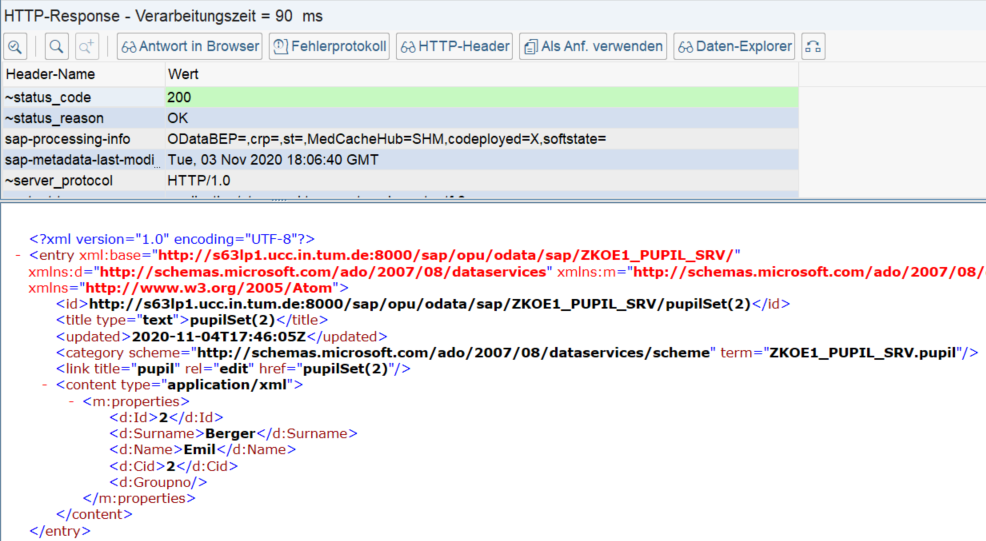 HTTP-Response - Verarbeitungszeit = 90 ms
Antwort in Browser Fehlerprotokoll HTTP-Header Als Anf. verwenden Daten-Explorer
Header-Name Wert
~status_code 200
~status_reason OK
sap-processing-info ODataBEP=,crp=,st=,MedCacheHub=SHM,codeployed=X,softstate=
sap-metadata-last-modi Tue, 03 Nov 2020 18:06:40 GMT
~server_protocol HTTP/1.0
<?xml version="1.0" encoding="UTF-8"?>
- <entry xml:base="http://s63lp1.ucc.in.tum.de:8000/sap/opu/odata/sap/ZKOE1_PUPIL_SRV/"
xmlns:d="http://schemas.microsoft.com/ado/2007/08/dataservices" xmlns:m="http://schemas.microsoft.com/ado/2007/08/
xmlns="http://www.w3.org/2005/Atom">
<id>http://s63lp1.ucc.in.tum.de:8000/sap/opu/odata/sap/ZKOE1_PUPIL_SRV/pupilSet(2)</id>
<title type="text">pupilSet(2)</title>
<updated>2020-11-04T17:46:05Z</updated>
<category scheme="http://schemas.microsoft.com/ado/2007/08/dataservices/scheme" term="ZKOE1_PUPIL_SRV.pupil"/>
<link title="pupil" rel="edit" href="pupilSet(2)"/>
- <content type="application/xml">
- <m:properties>
<d:Id>2</d:Id>
<d:Surname>Berger</d:Surname>
<d:Name>Emil</d:Name>
<d:Cid>2</d:Cid>
<d:Groupno/>
</m:properties>
</content>
</entry>